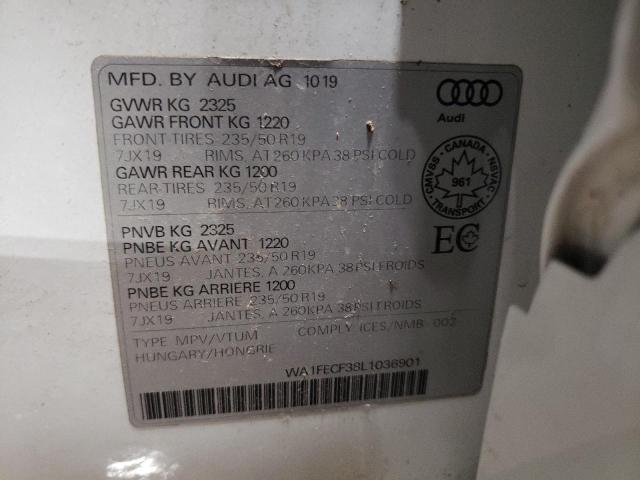 MFD. BY AUDI AG 1019
Audi
GVWR KG 2325
GAWR FRONT KG 1220
FRONT-TIRES 235/50 R19
7JX19 RIMS, AT 260 KPA 38 PSI COLD
GAWR REAR KG 1200
REAR-TIRES 235/50 R19
7JX19 RIMS, AT 260 KPA 38 PSI COLD
CMVSS - CANADA - NSVAC
961
TRANSPORT
PNVB KG 2325
PNBE KG AVANT 1220
PNEUS AVANT 235/50 R19
7JX19 JANTES, A 260KPA 38 PSI FROIDS
PNBE KG ARRIERE 1200
PNEUS ARRIERE 235/50 R19
7JX19 JANTES, A 260KPA 38 PSI FROIDS
EC
TYPE MPV/VTUM COMPLY ICES/NMB 002
HUNGARY/HONGRIE
WA1FECF38L1036901